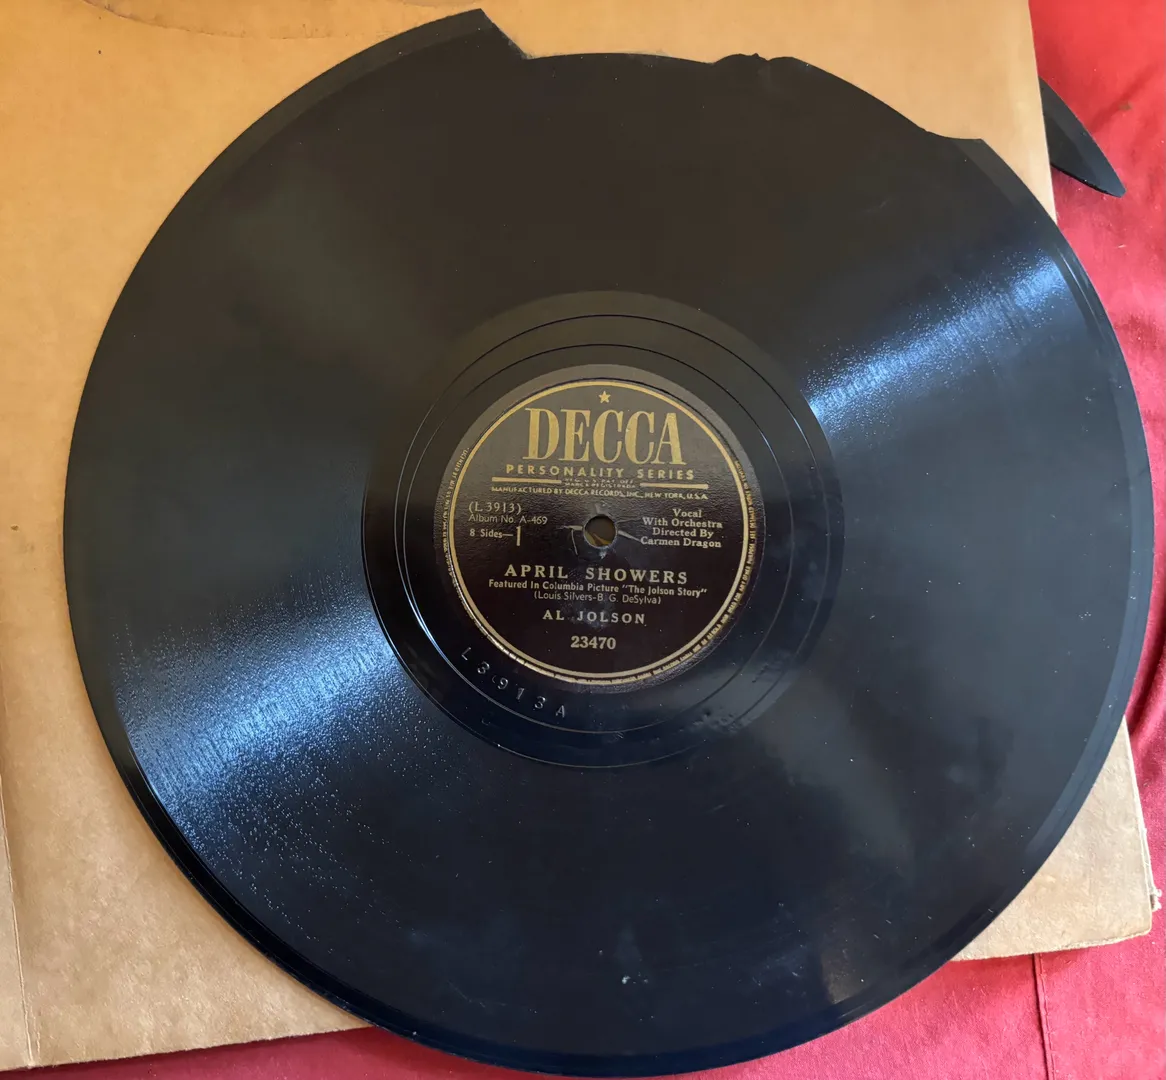 DECCA
PERSONALITY SERIES
MANUFACTURED BY DECCA RECORDS, INC., NEW YORK, U.S.A.
(L 3913)
Album No. A-469
8 Sides—1
Vocal
With Orchestra
Directed By
Carmen Dragon
APRIL SHOWERS
Featured In Columbia Picture "The Jolson Story"
(Louis Silvers-B. G. DeSylva)
AL JOLSON
23470
L 3913A